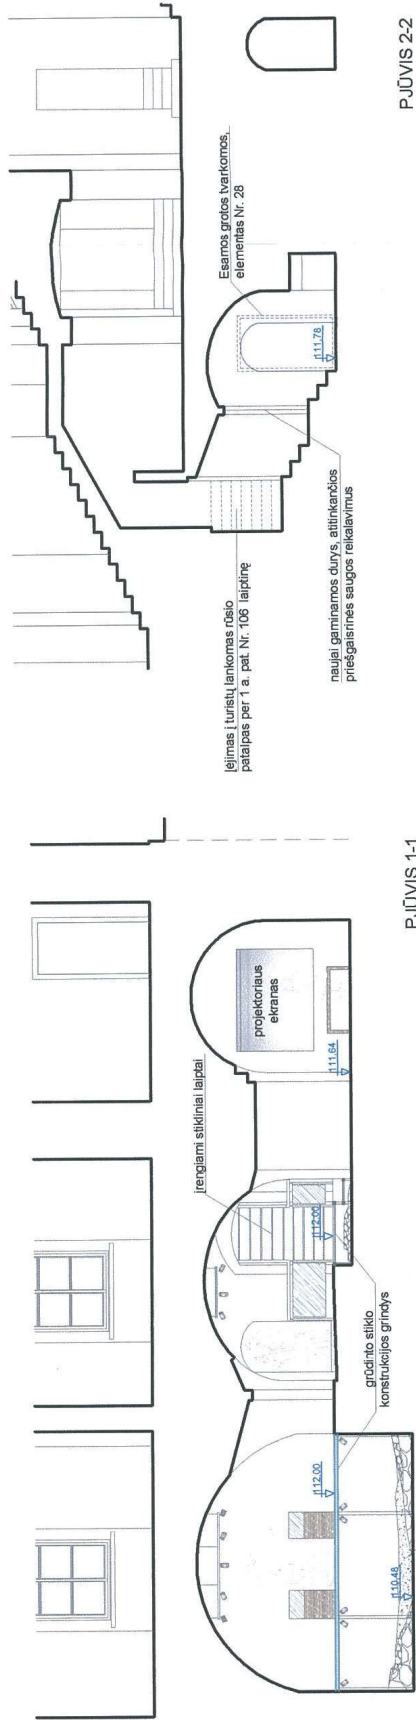 Įėjimas į turistų lankomas rūsio
patalpas per 1 a. pat. Nr. 106 laiptinę
111.78
Esamos grotos tvarkomos,
elementas Nr. 28
naujai gaminamos durys, atitinkančios
priešgaisrinės saugos reikalavimus
PJŪVIS 2-2
110.48
112.00
grūdinto stiklo
konstrukcijos grindys
112.00
įrengiami stikliniai laiptai
111.64
projektoriaus
ekranas
PJŪVIS 1-1